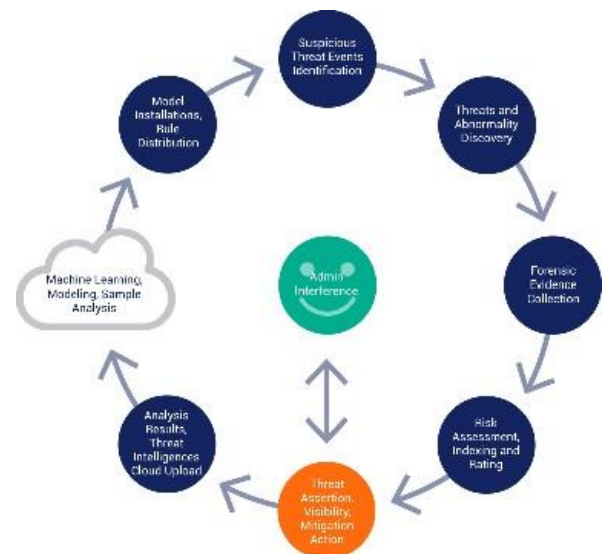 Suspicious
Threat Events
Identification
Threats and
Abnormality
Discovery
Forensic
Evidence
Collection
Risk
Assessment,
Indexing and
Rating
Threat
Assertion,
Visibility,
Mitigation
Action
Analysis
Results,
Threat
Intelligences
Cloud Upload
Machine Learning,
Modeling, Sample
Analysis
Model
Installations,
Rule
Distribution
Admin
Interference